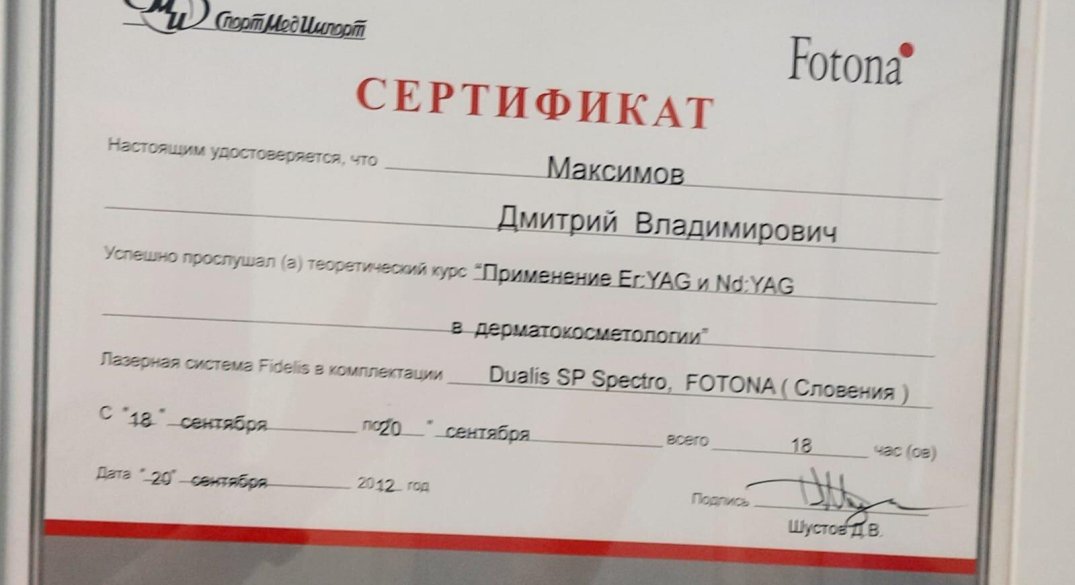 МИ СпортМедИмпорт
Fotona
СЕРТИФИКАТ
Настоящим удостоверяется, что Максимов
Дмитрий Владимирович
Успешно прослушал (а) теоретический курс "Применение Er:YAG и Nd:YAG
в дерматокосметологии"
Лазерная система Fidelis в комплектации Dualis SP Spectro, FOTONA ( Словения )
С "18" сентября по "20" сентября всего 18 час (ов)
Дата "20" сентября 2012 год
Подпись
Шустов Д.В.